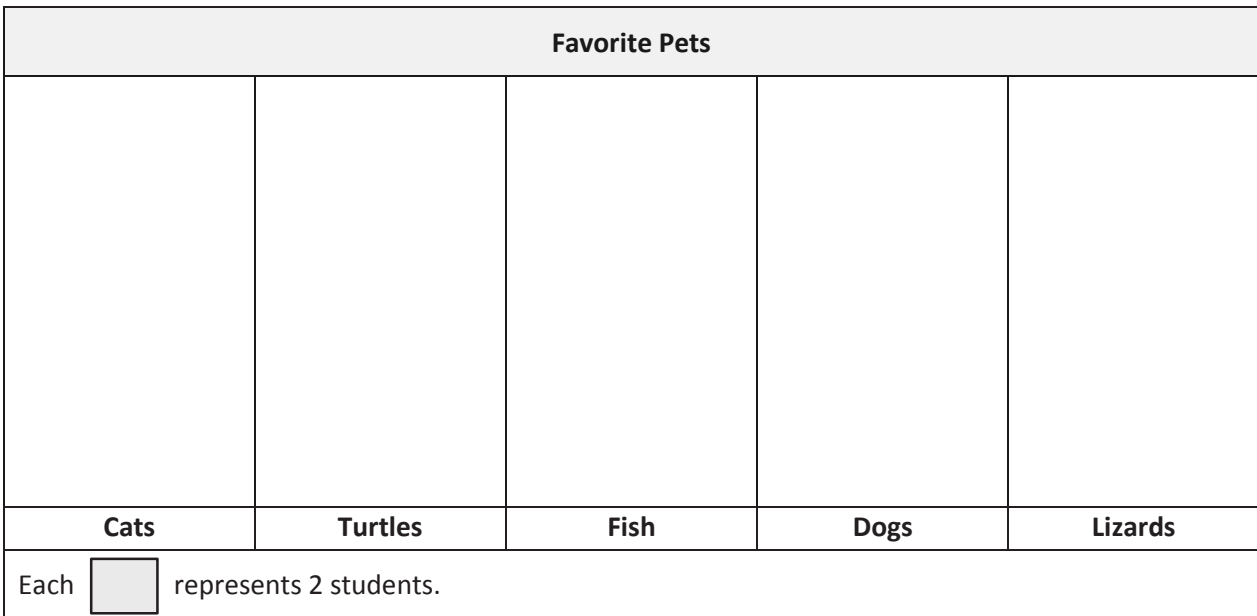 Favorite Pets
Cats Turtles Fish Dogs Lizards
Each represents 2 students.